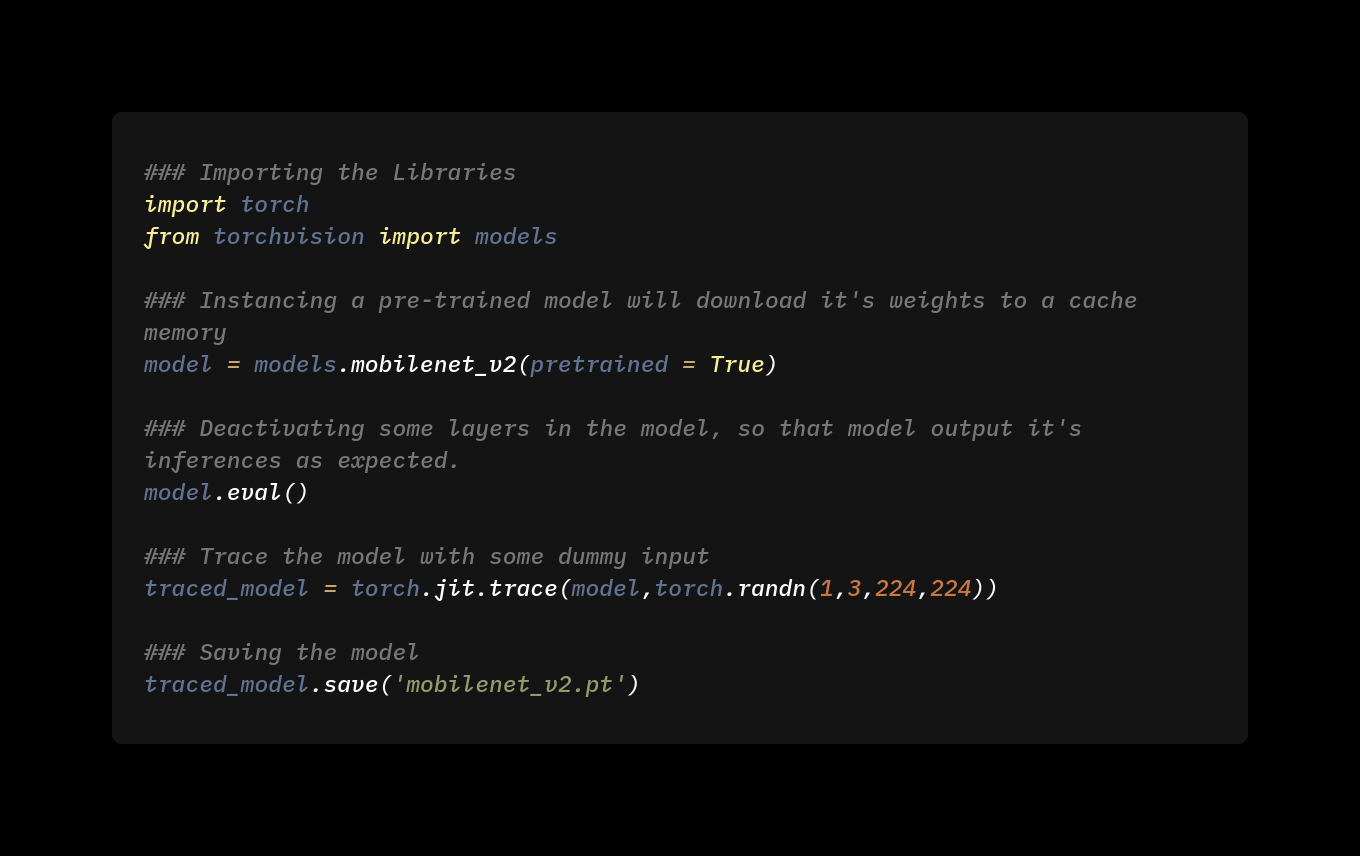 ### Importing the Libraries
import torch
from torchvision import models
### Instancing a pre-trained model will download it's weights to a cache
memory
model = models.mobilenet_v2(pretrained = True)
### Deactivating some layers in the model, so that model output it's
inferences as expected.
model.eval()
### Trace the model with some dummy input
traced_model = torch.jit.trace(model,torch.randn(1,3,224,224))
### Saving the model
traced_model.save('mobilenet_v2.pt')